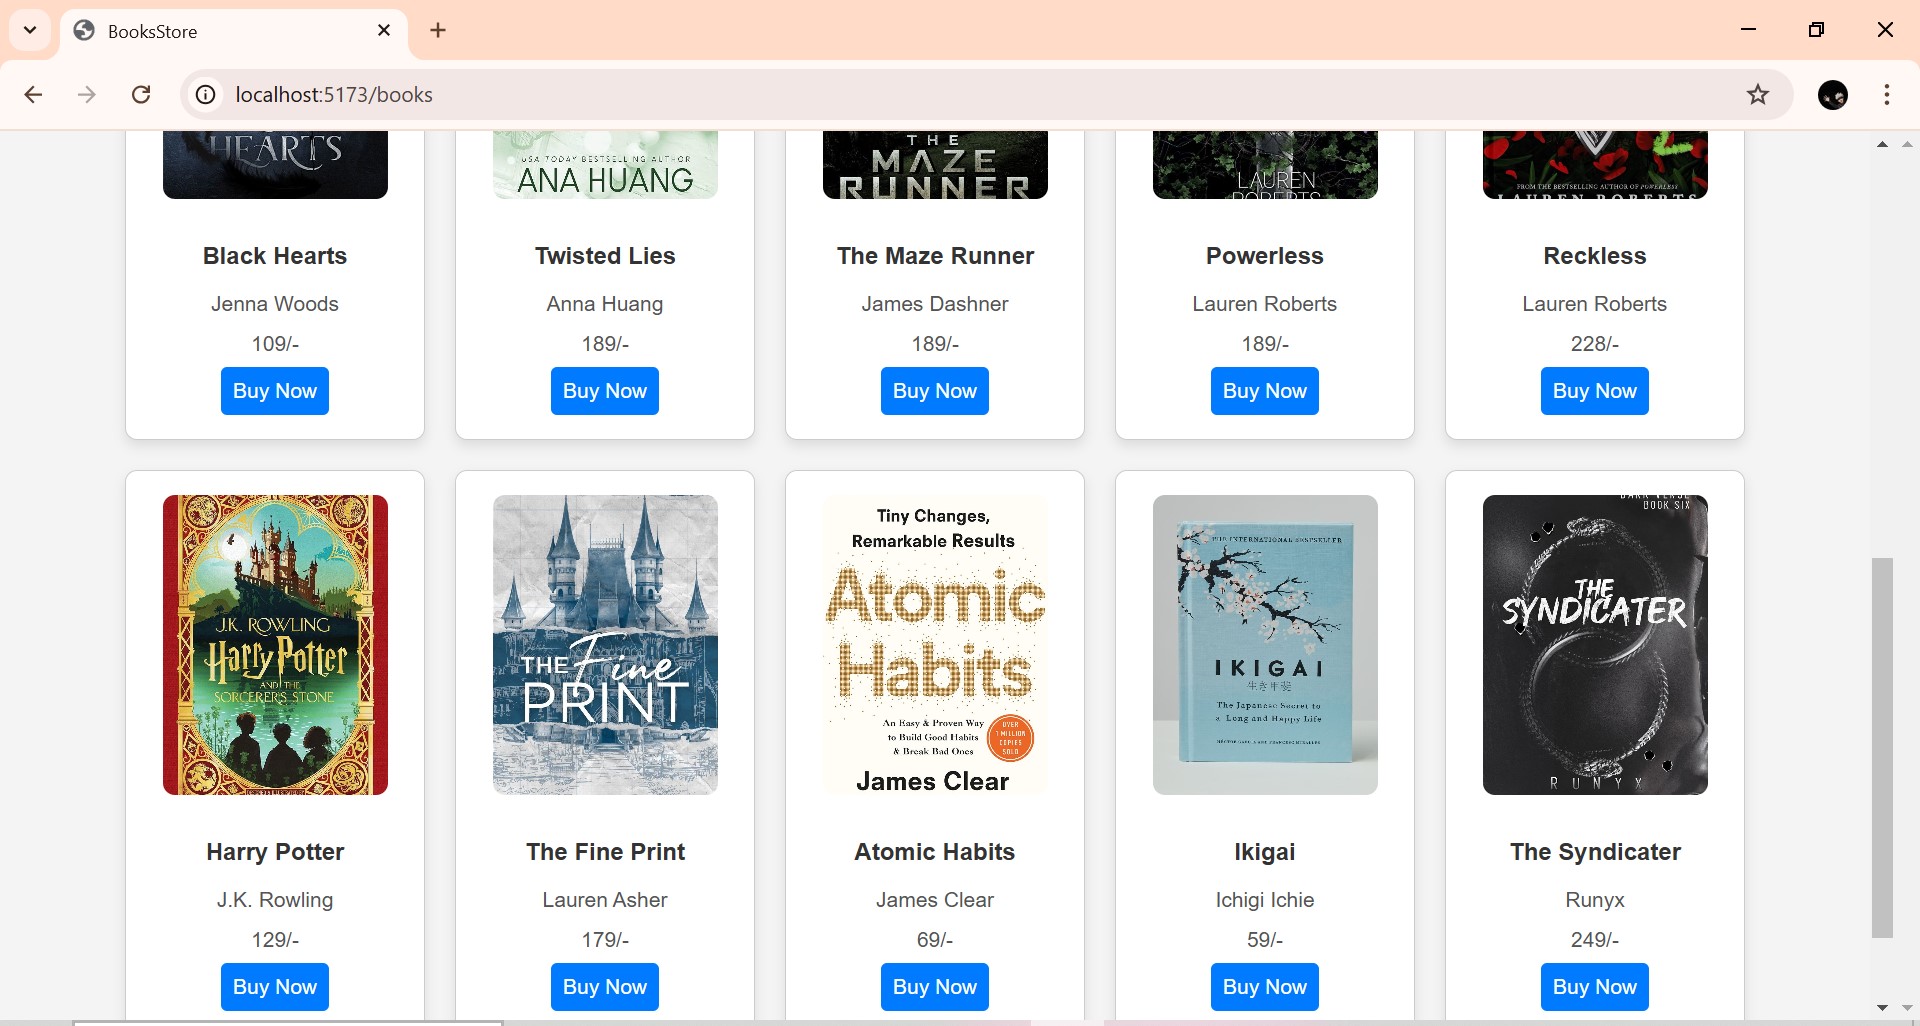 BooksStore
localhost:5173/books
HEARTS
USA TODAY BESTSELLING AUTHOR
ANA HUANG
THE
MAZE
RUNNER
LAUREN
ROBERTS
FROM THE BESTSELLING AUTHOR OF POWERLESS
LAUREN ROBERTS
Black Hearts
Twisted Lies
The Maze Runner
Powerless
Reckless
Jenna Woods
Anna Huang
James Dashner
Lauren Roberts
Lauren Roberts
109/-
189/-
189/-
189/-
228/-
Buy Now
Buy Now
Buy Now
Buy Now
Buy Now
J.K. ROWLING
Harry Potter
AND THE
SORCERER'S STONE
THE Fine
PRINT
Tiny Changes,
Remarkable Results
Atomic
Habits
An Easy & Proven Way
to Build Good Habits
& Break Bad Ones
OVER
1 MILLION
COPIES
SOLD
James Clear
THE INTERNATIONAL BESTSELLER
IKIGAI
The Japanese Secret to
a Long and Happy Life
DARK VERSE
BOOK SIX
THE
SYNDICATER
RUNYX
Harry Potter
The Fine Print
Atomic Habits
Ikigai
The Syndicater
J.K. Rowling
Lauren Asher
James Clear
Ichigi Ichie
Runyx
129/-
179/-
69/-
59/-
249/-
Buy Now
Buy Now
Buy Now
Buy Now
Buy Now